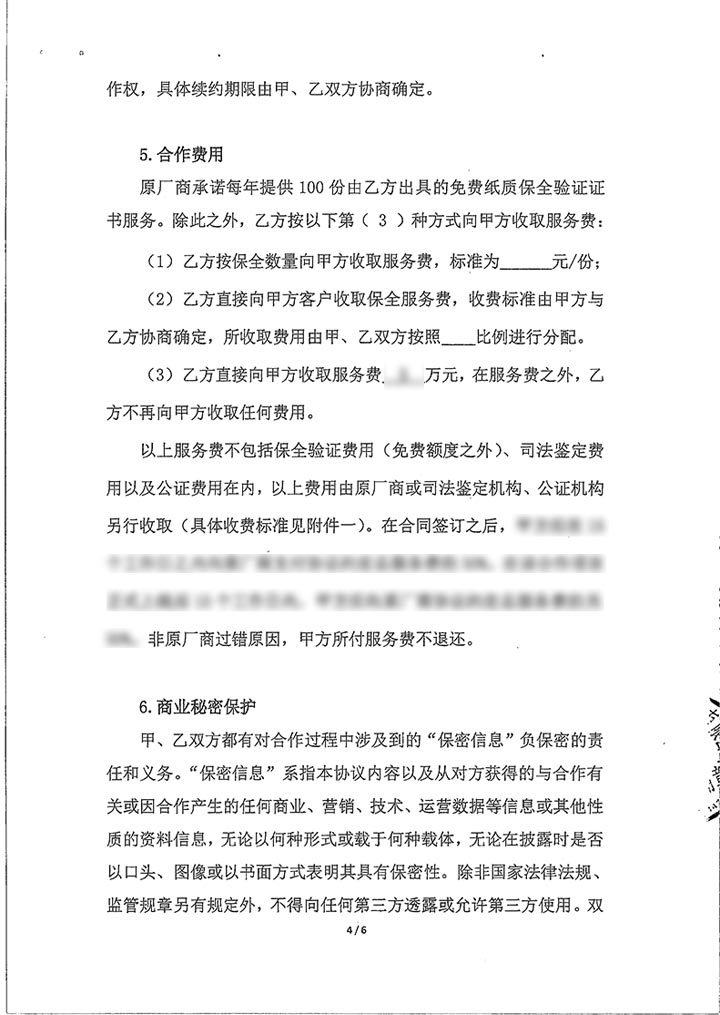 作权，具体续约期限由甲、乙双方协商确定。
5.合作费用
原厂商承诺每年提供 100 份由乙方出具的免费纸质保全验证证
书服务。除此之外，乙方按以下第（ 3 ）种方式向甲方收取服务费：
（1）乙方按保全数量向甲方收取服务费，标准为______元/份；
（2）乙方直接向甲方客户收取保全服务费，收费标准由甲方与
乙方协商确定，所收取费用由甲、乙双方按照____比例进行分配。
（3）乙方直接向甲方收取服务费 万元，在服务费之外，乙
方不再向甲方收取任何费用。
以上服务费不包括保全验证费用（免费额度之外）、司法鉴定费
用以及公证费用在内，以上费用由原厂商或司法鉴定机构、公证机构
另行收取（具体收费标准见附件一）。在合同签订之后，
非原厂商过错原因，甲方所付服务费不退还。
6.商业秘密保护
甲、乙双方都有对合作过程中涉及到的“保密信息”负保密的责
任和义务。“保密信息”系指本协议内容以及从对方获得的与合作有
关或因合作产生的任何商业、营销、技术、运营数据等信息或其他性
质的资料信息，无论以何种形式或载于何种载体，无论在披露时是否
以口头、图像或以书面方式表明其具有保密性。除非国家法律法规、
监管规章另有规定外，不得向任何第三方透露或允许第三方使用。双
4/6